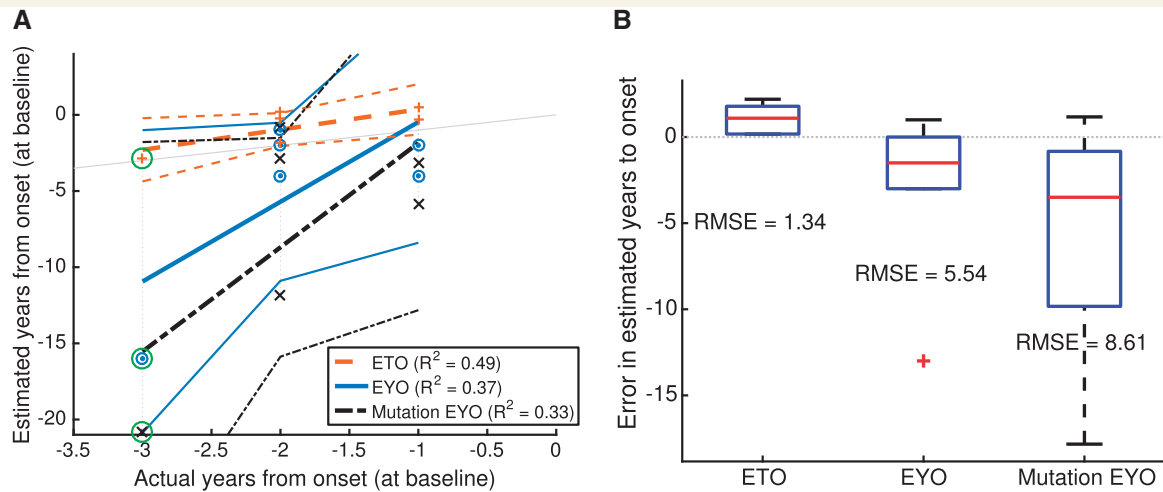 A
Estimated years from onset (at baseline)
0
-5
-10
-15
-20
-3.5
-3
-2.5
-2
-1.5
-1
-0.5
0
Actual years from onset (at baseline)
ETO (R² = 0.49)
EYO (R² = 0.37)
Mutation EYO (R² = 0.33)
B
Error in estimated years to onset
0
-5
-10
-15
RMSE = 1.34
RMSE = 5.54
RMSE = 8.61
ETO
EYO
Mutation EYO